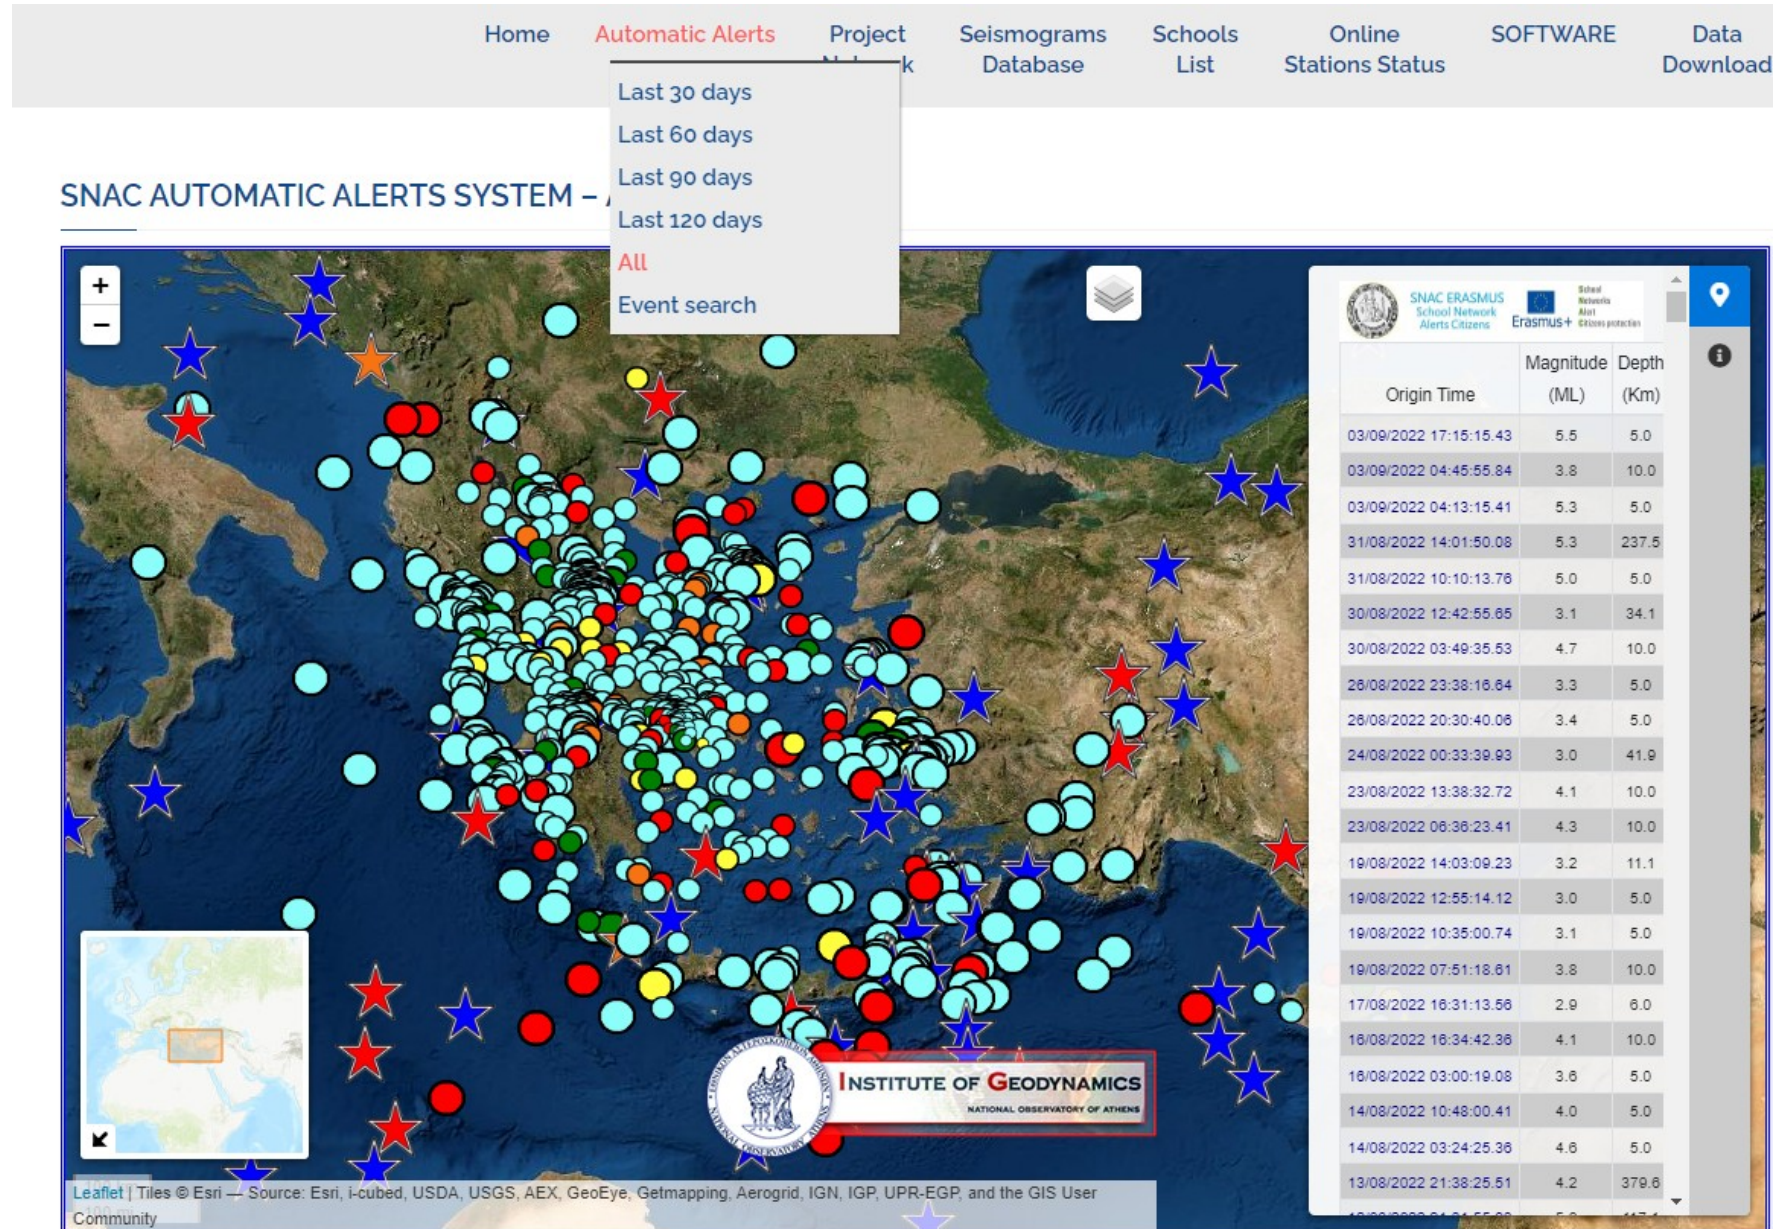 Home Automatic Alerts Project Seismograms Schools Online SOFTWARE Data
Database List Stations Status Download
Last 30 days
Last 60 days
Last 90 days
Last 120 days
All
Event search
SNAC AUTOMATIC ALERTS SYSTEM –
+
−
SNAC ERASMUS
School Network
Alerts Citizens
Erasmus+
School
Networks
Alert
Citizens protection
Origin Time Magnitude (ML) Depth (Km)
03/09/2022 17:15:15.43 5.5 5.0
03/09/2022 04:45:55.84 3.8 10.0
03/09/2022 04:13:15.41 5.3 5.0
31/08/2022 14:01:50.08 5.3 237.5
31/08/2022 10:10:13.76 5.0 5.0
30/08/2022 12:42:55.65 3.1 34.1
30/08/2022 03:49:35.53 4.7 10.0
26/08/2022 23:38:16.64 3.3 5.0
26/08/2022 20:30:40.06 3.4 5.0
24/08/2022 00:33:39.93 3.0 41.9
23/08/2022 13:38:32.72 4.1 10.0
23/08/2022 06:36:23.41 4.3 10.0
19/08/2022 14:03:09.23 3.2 11.1
19/08/2022 12:55:14.12 3.0 5.0
19/08/2022 10:35:00.74 3.1 5.0
19/08/2022 07:51:18.61 3.8 10.0
17/08/2022 16:31:13.56 2.9 6.0
16/08/2022 16:34:42.36 4.1 10.0
16/08/2022 03:00:19.08 3.6 5.0
14/08/2022 10:48:00.41 4.0 5.0
14/08/2022 03:24:25.36 4.6 5.0
13/08/2022 21:38:25.51 4.2 379.6
INSTITUTE OF GEODYNAMICS
NATIONAL OBSERVATORY OF ATHENS
Leaflet | Tiles © Esri — Source: Esri, i-cubed, USDA, USGS, AEX, GeoEye, Getmapping, Aerogrid, IGN, IGP, UPR-EGP, and the GIS User
Community